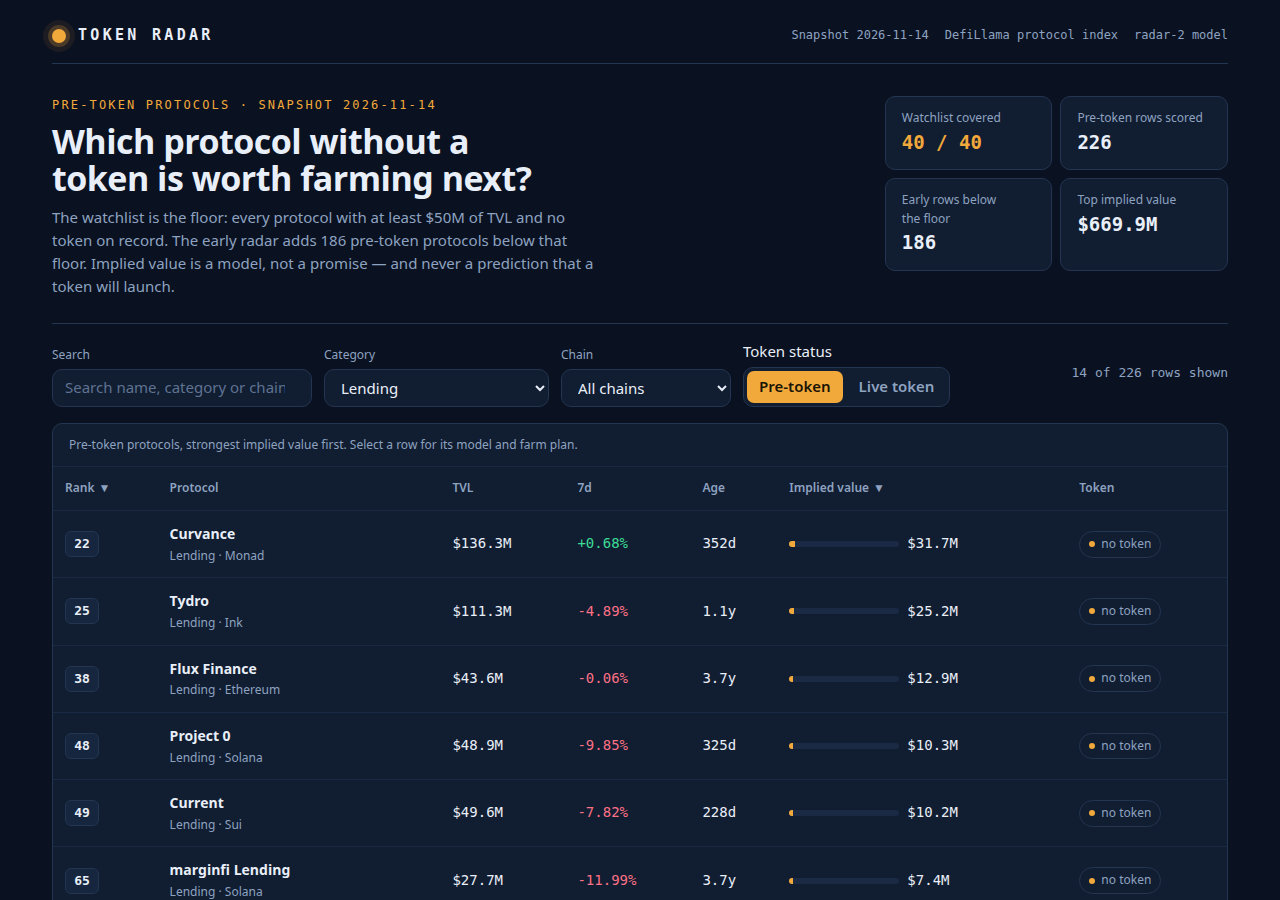 TOKEN RADAR
Snapshot 2026-11-14 DefiLlama protocol index radar-2 model
PRE-TOKEN PROTOCOLS · SNAPSHOT 2026-11-14
Which protocol without a
token is worth farming next?
The watchlist is the floor: every protocol with at least $50M of TVL and no
token on record. The early radar adds 186 pre-token protocols below that
floor. Implied value is a model, not a promise — and never a prediction that a
token will launch.
Watchlist covered
40 / 40
Pre-token rows scored
226
Early rows below
the floor
186
Top implied value
$669.9M
Search
Search name, category or chain
Category
Lending
Chain
All chains
Token status
Pre-token Live token
14 of 226 rows shown
Pre-token protocols, strongest implied value first. Select a row for its model and farm plan.
Rank ▼ Protocol TVL 7d Age Implied value ▼ Token
22 Curvance $136.3M +0.68% 352d $31.7M no token
Lending · Monad
25 Tydro $111.3M -4.89% 1.1y $25.2M no token
Lending · Ink
38 Flux Finance $43.6M -0.06% 3.7y $12.9M no token
Lending · Ethereum
48 Project 0 $48.9M -9.85% 325d $10.3M no token
Lending · Solana
49 Current $49.6M -7.82% 228d $10.2M no token
Lending · Sui
65 marginfi Lending $27.7M -11.99% 3.7y $7.4M no token
Lending · Solana